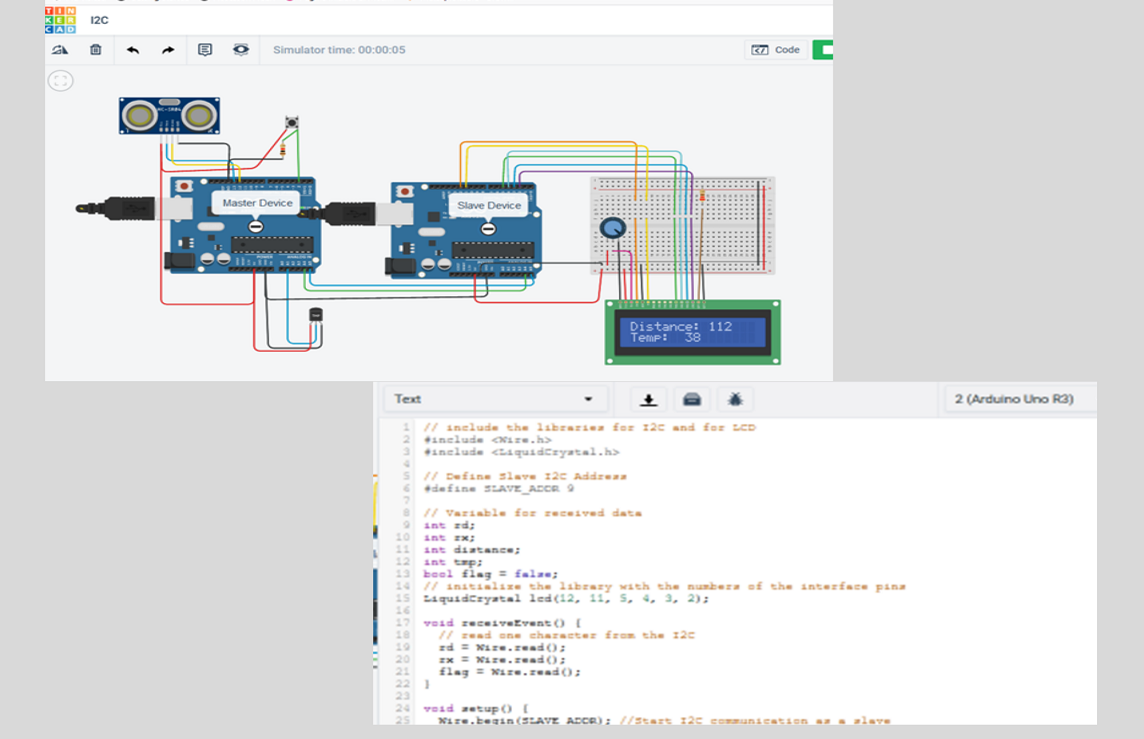 TIN
KER
CAD
I2C
Simulator time: 00:00:05
Code
Master Device
Slave Device
Distance: 112
Temp: 38
Text
2 (Arduino Uno R3)
1 // include the libraries for I2C and for LCD
2 #include <Wire.h>
3 #include <LiquidCrystal.h>
4
5 // Define Slave I2C Address
6 #define SLAVE_ADDR 9
7
8 // Variable for received data
9 int rd;
10 int rx;
11 int distance;
12 int tmp;
13 bool flag = false;
14 // initialize the library with the numbers of the interface pins
15 LiquidCrystal lcd(12, 11, 5, 4, 3, 2);
16
17 void receiveEvent() {
18 // read one character from the I2C
19 rd = Wire.read();
20 rx = Wire.read();
21 flag = Wire.read();
22 }
23
24 void setup() {
25 Wire.begin(SLAVE_ADDR); //Start I2C communication as a slave